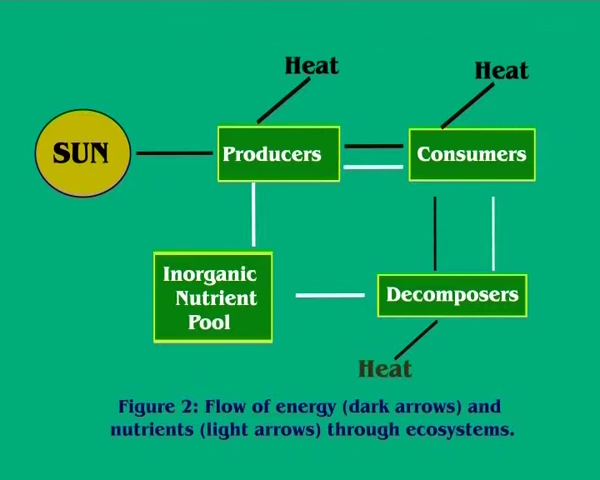 Heat
Heat
SUN
Producers
Consumers
Inorganic
Nutrient
Pool
Decomposers
Heat
Figure 2: Flow of energy (dark arrows) and
nutrients (light arrows) through ecosystems.